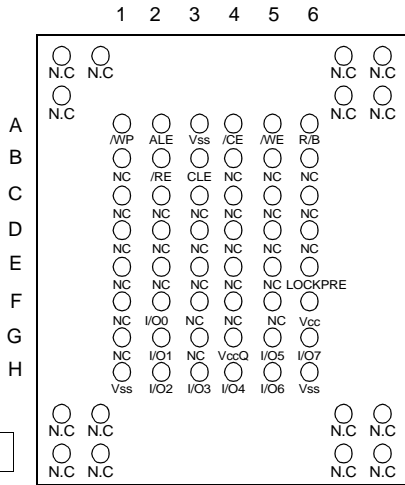 1 2 3 4 5 6
N.C N.C N.C N.C
N.C N.C N.C
A
/WP ALE Vss /CE /WE R/B
B
NC /RE CLE NC NC NC
C
NC NC NC NC NC NC
D
NC NC NC NC NC NC
E
NC NC NC NC NC LOCKPRE
F
NC I/O0 NC NC NC Vcc
G
NC I/O1 NC VccQ I/O5 I/O7
H
Vss I/O2 I/O3 I/O4 I/O6 Vss
N.C N.C N.C N.C
N.C N.C N.C N.C